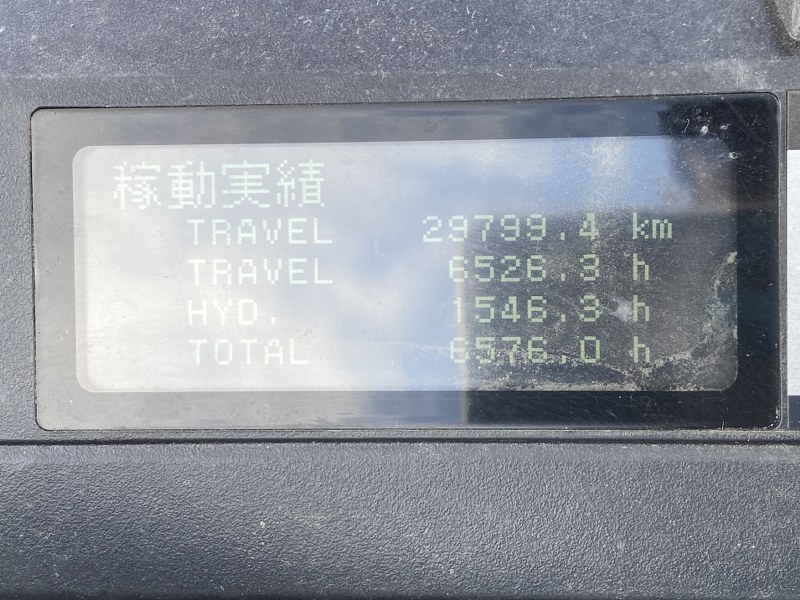 稼動実績
TRAVEL 29799.4 km
TRAVEL 6526.3 h
HYD. 1546.3 h
TOTAL 6576.0 h